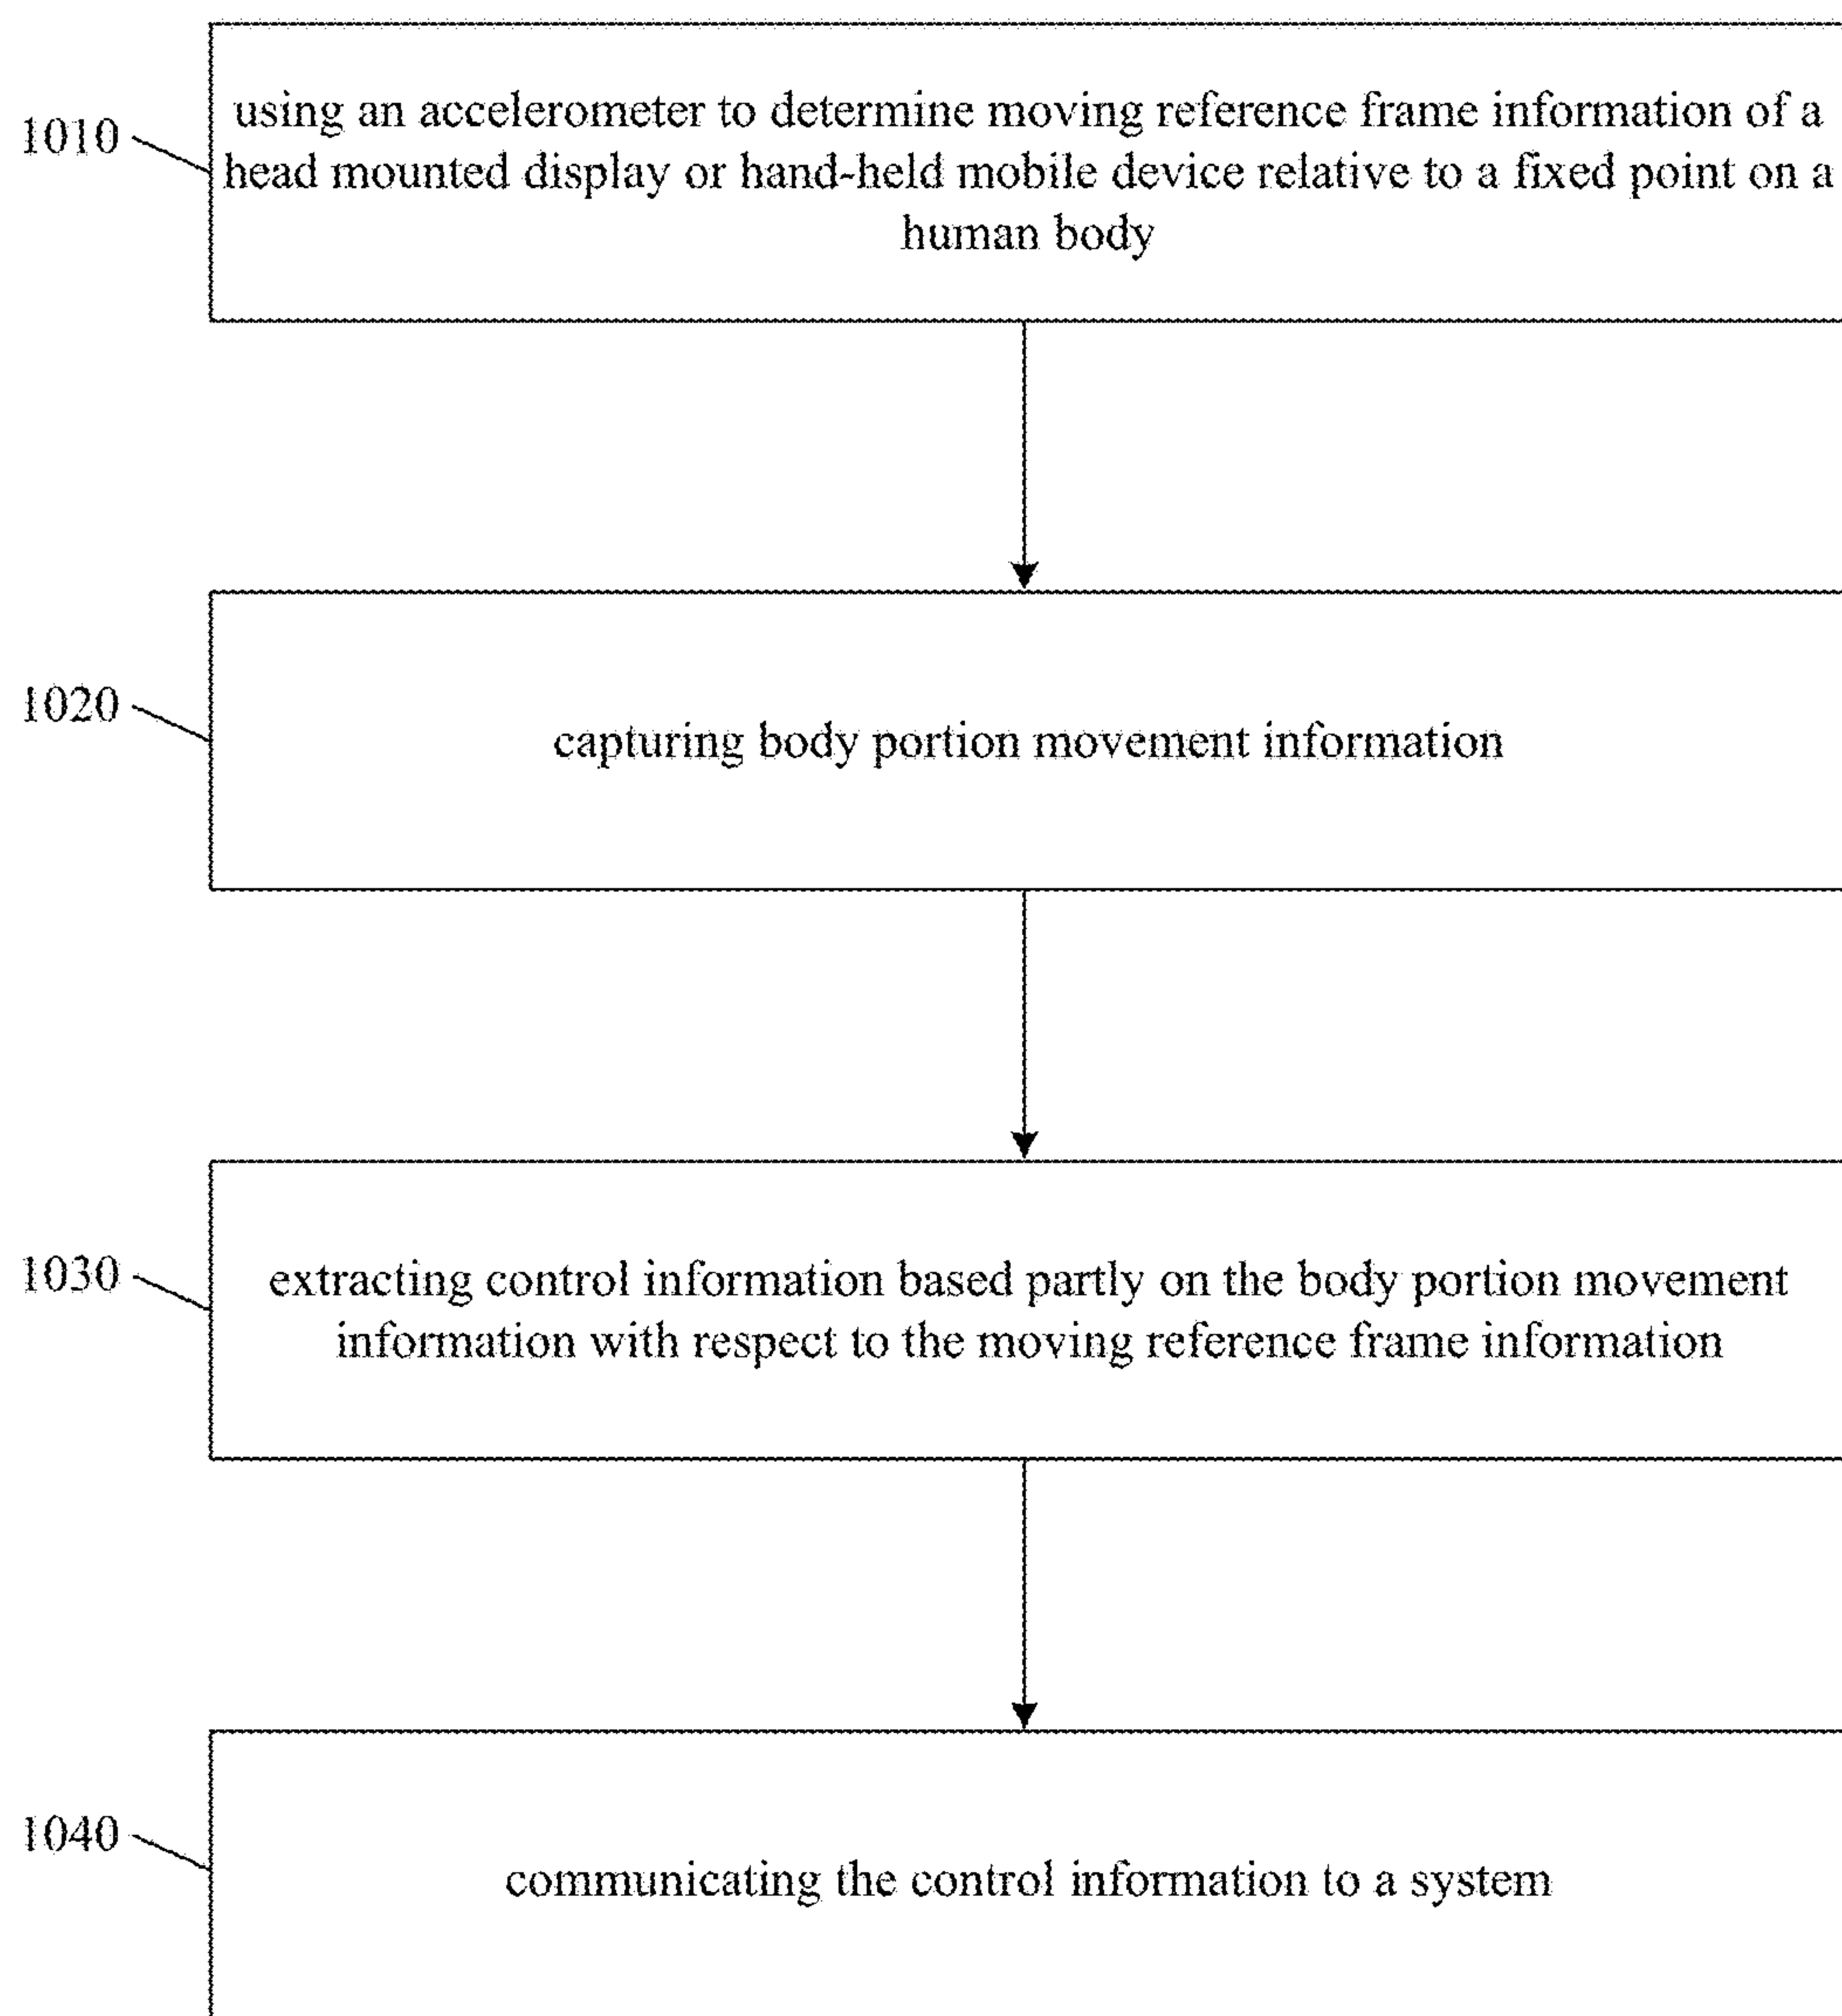 1010
using an accelerometer to determine moving reference frame information of a
head mounted display or hand-held mobile device relative to a fixed point on a
human body
1020
capturing body portion movement information
1030
extracting control information based partly on the body portion movement
information with respect to the moving reference frame information
1040
communicating the control information to a system